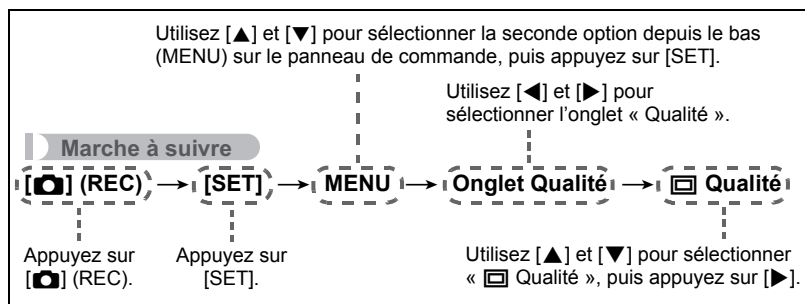 Utilisez [▲] et [▼] pour sélectionner la seconde option depuis le bas
(MENU) sur le panneau de commande, puis appuyez sur [SET].
Utilisez [◀] et [▶] pour
sélectionner l’onglet « Qualité ».
Marche à suivre
[📷] (REC) → [SET] → MENU → Onglet Qualité → 回 Qualité
Appuyez sur
[📷] (REC).
Appuyez sur
[SET].
Utilisez [▲] et [▼] pour sélectionner
« 回 Qualité », puis appuyez sur [▶].